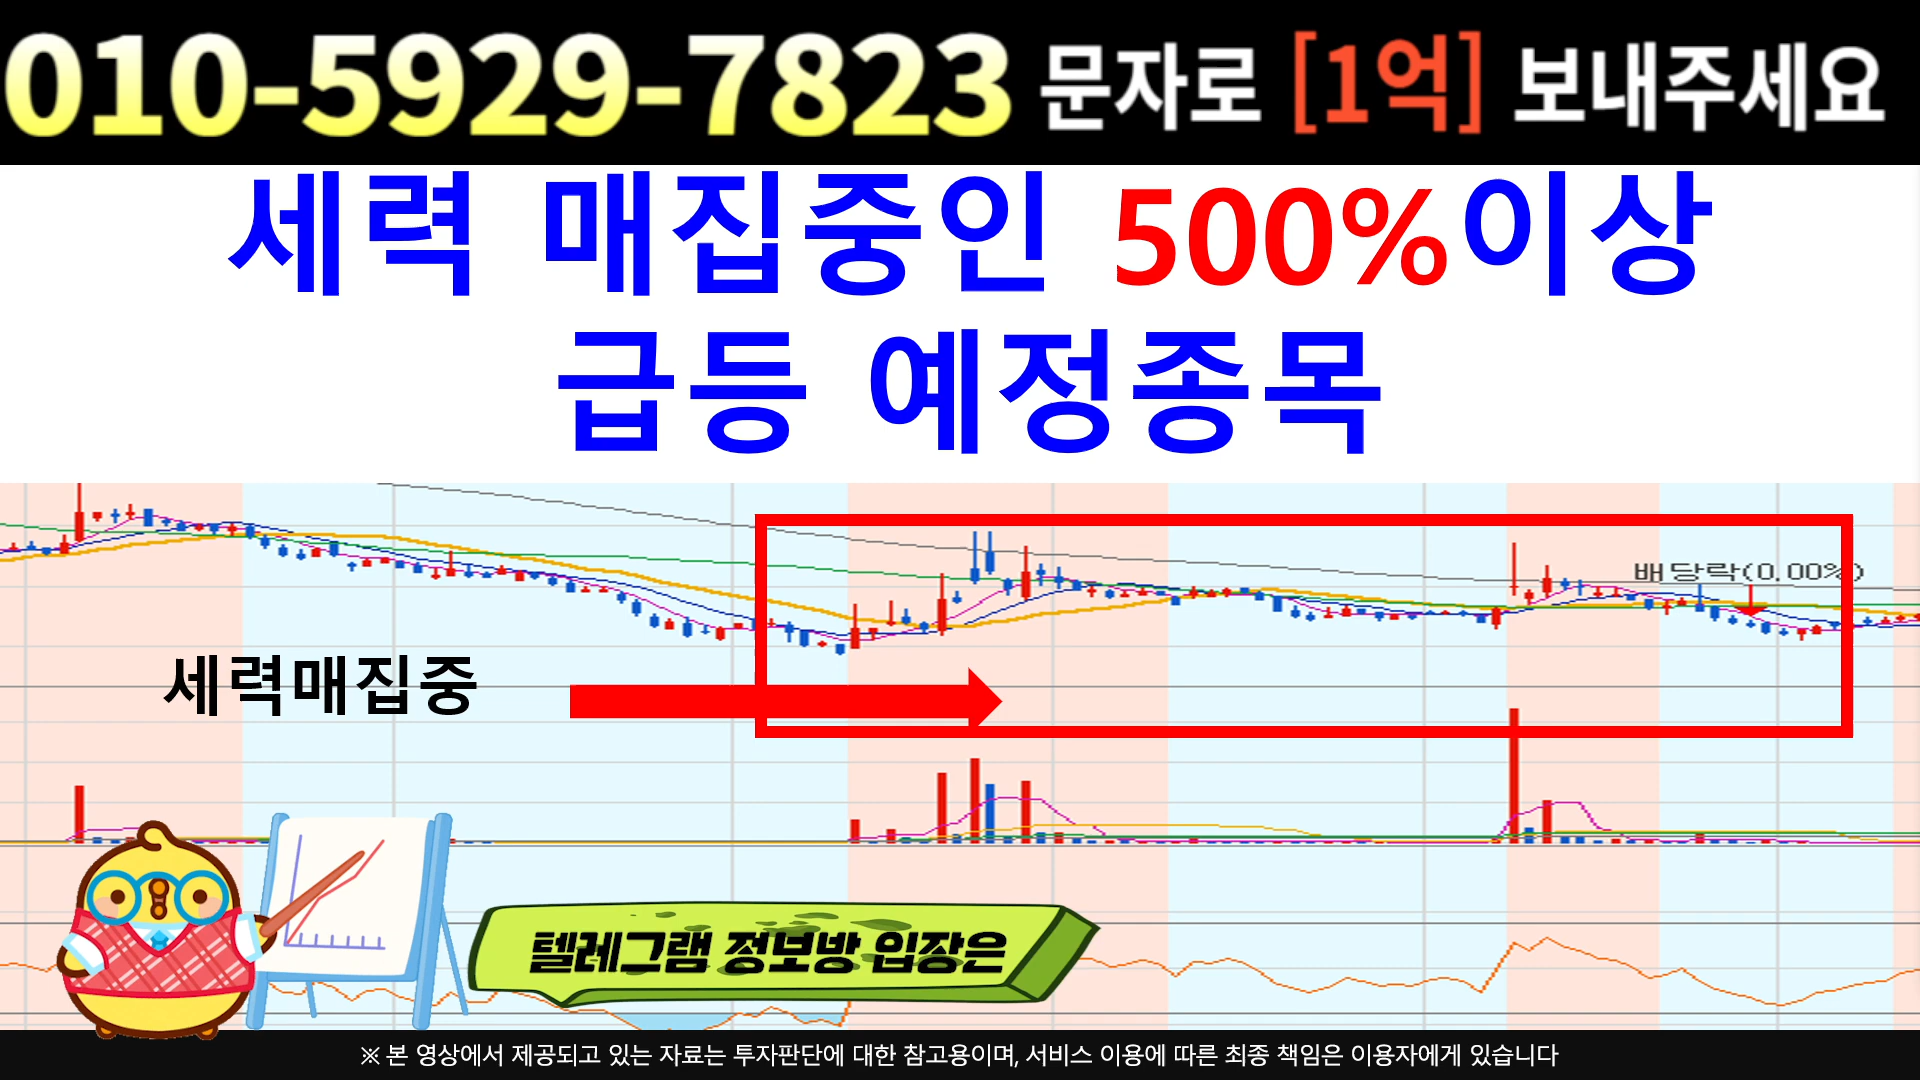 010-5929-7823 문자로 [1억] 보내주세요
세력 매집중인 500%이상
급등 예정종목
배당락(0.00%)
세력매집중
텔레그램 정보방 입장은
※ 본 영상에서 제공되고 있는 자료는 투자판단에 대한 참고용이며, 서비스 이용에 따른 최종 책임은 이용자에게 있습니다